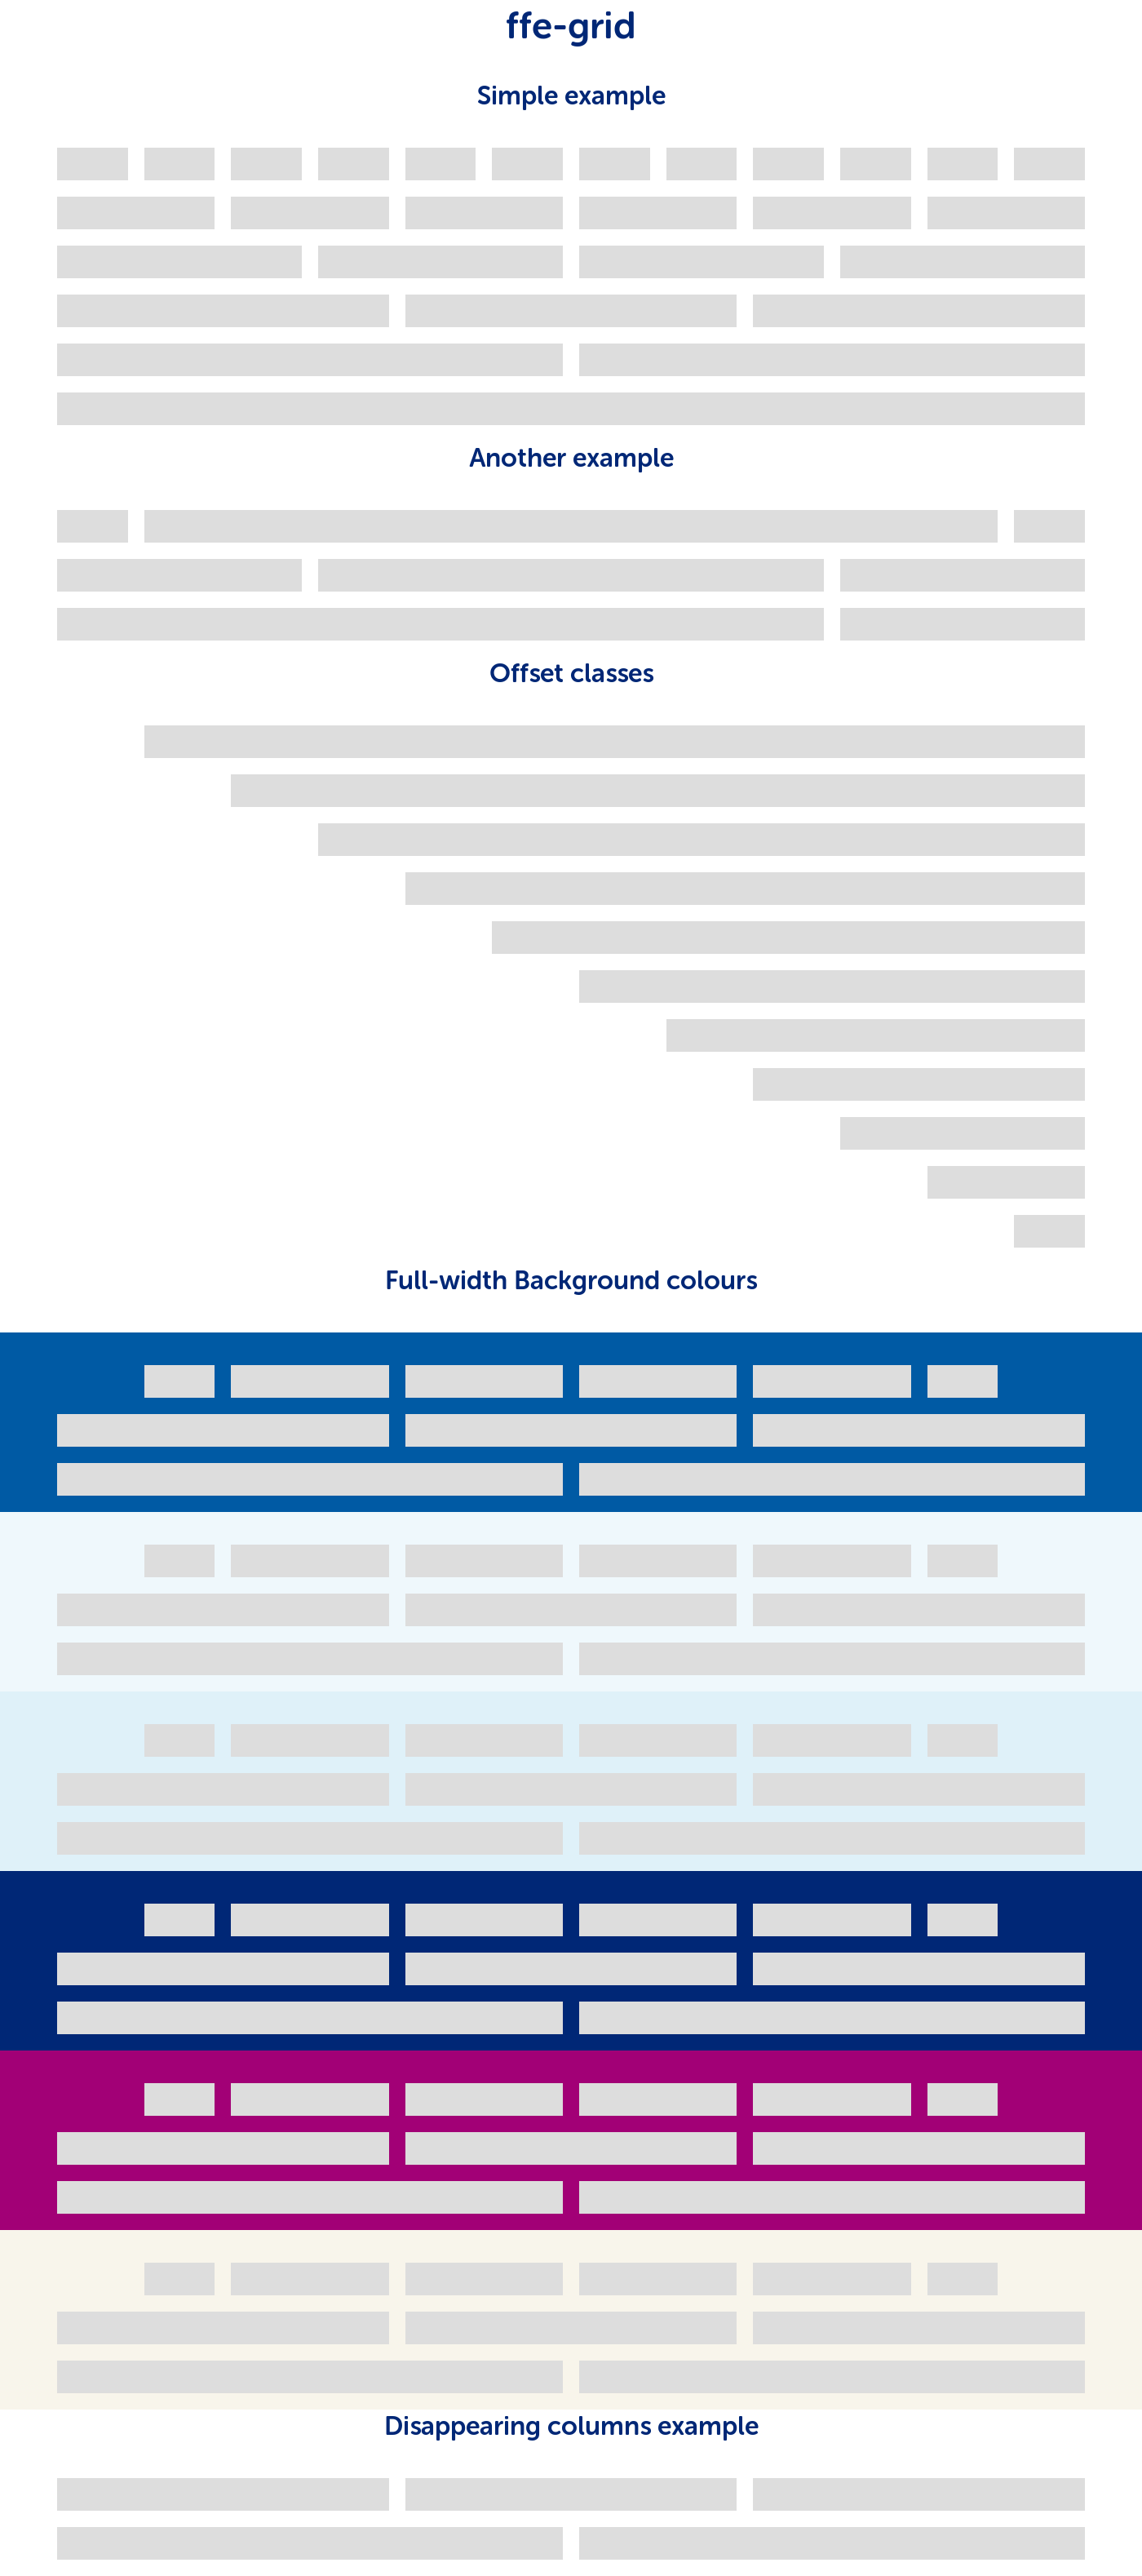 ffe-grid
Simple example
Another example
Offset classes
Full-width Background colours
Disappearing columns example